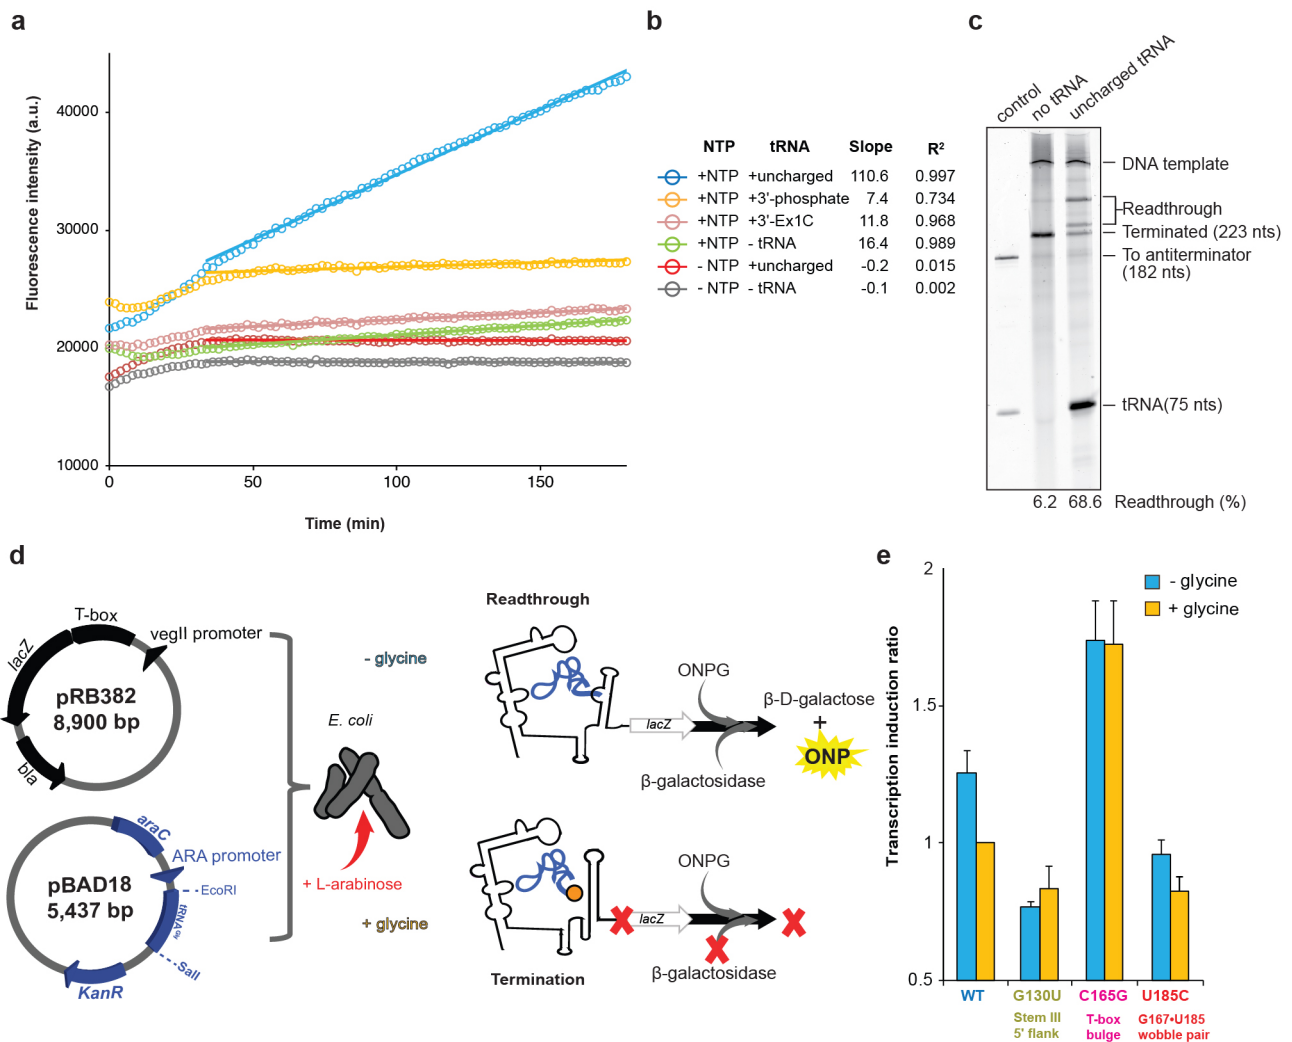 a
Fluorescence intensity (a.u.)
40000
30000
20000
10000
0
50
100
150
Time (min)
b
NTP tRNA Slope R²
+NTP +uncharged 110.6 0.997
+NTP +3'-phosphate 7.4 0.734
+NTP +3'-Ex1C 11.8 0.968
+NTP - tRNA 16.4 0.989
- NTP +uncharged -0.2 0.015
- NTP - tRNA -0.1 0.002
c
control
no tRNA
uncharged tRNA
DNA template
Readthrough
Terminated (223 nts)
To antiterminator
(182 nts)
tRNA(75 nts)
6.2 68.6 Readthrough (%)
d
T-box
lacZ
vegII promoter
pRB382
8,900 bp
bla
araC
ARA promoter
pBAD18
5,437 bp
EcoRI
tRNAGly
SalI
KanR
- glycine
E. coli
+ L-arabinose
+ glycine
Readthrough
ONPG
lacZ
β-galactosidase
β-D-galactose
+
ONP
ONPG
lacZ
β-galactosidase
Termination
e
Transcription induction ratio
2
1.5
1
0.5
- glycine
+ glycine
WT
G130U
Stem III
5' flank
C165G
T-box
bulge
U185C
G167•U185
wobble pair